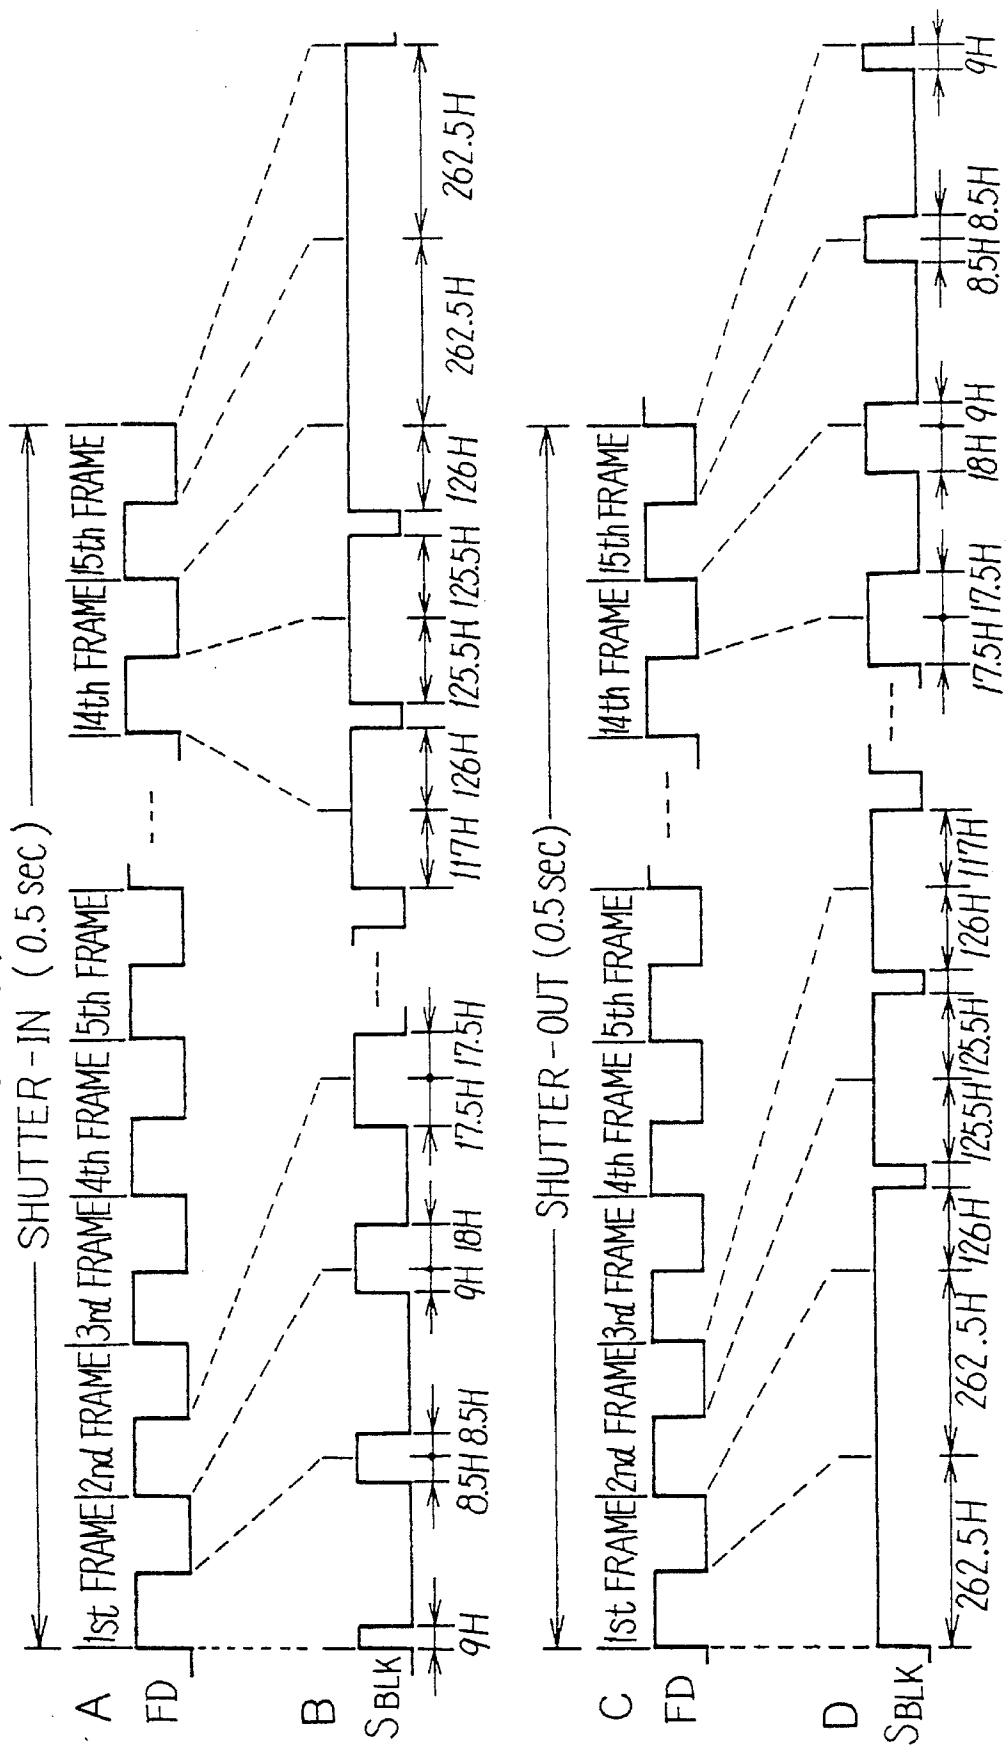 SHUTTER-IN (0.5 sec)
A
1st FRAME 2nd FRAME 3rd FRAME 4th FRAME 5th FRAME 14th FRAME 15th FRAME
FD
B
SBLK
9H 8.5H 8.5H 9H 18H 17.5H 17.5H 117H 126H 125.5H 125.5H 126H 262.5H 262.5H
SHUTTER-OUT (0.5 sec)
C
1st FRAME 2nd FRAME 3rd FRAME 4th FRAME 5th FRAME 14th FRAME 15th FRAME
FD
D
SBLK
262.5H 262.5H 126H 125.5H 125.5H 126H 117H 17.5H 17.5H 18H 9H 8.5H 8.5H 9H